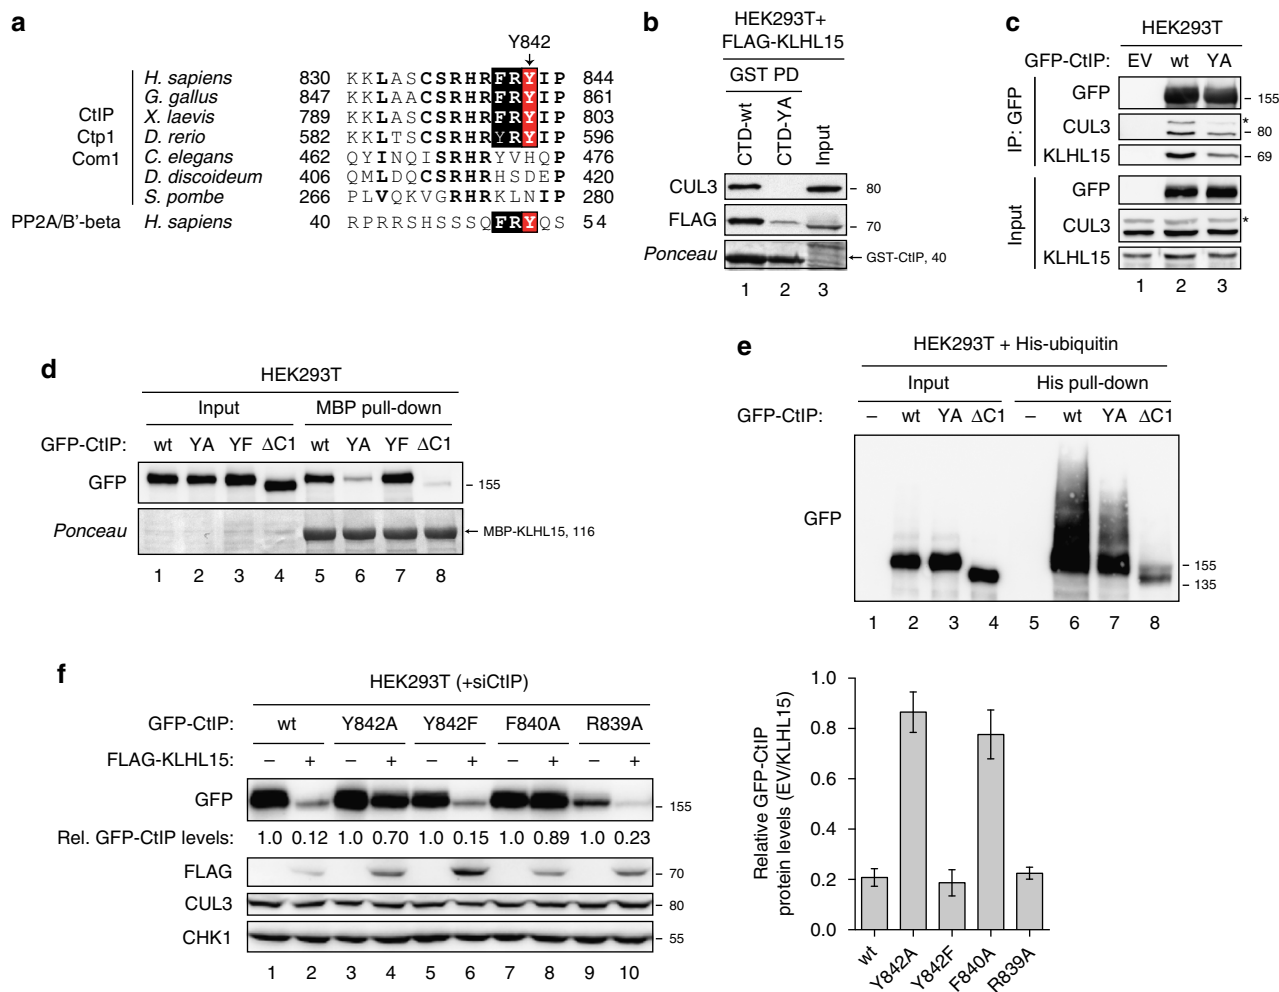 a
Y842
CtIP
Ctp1
Com1
H. sapiens 830 KKLASCSRHRFRYIP 844
G. gallus 847 KKLAACSRHRFRYIP 861
X. laevis 789 KKLASCSRHRFRYIP 803
D. rerio 582 KKLTSCSRHRYRYIP 596
C. elegans 462 QYINQISRHRYVHQP 476
D. discoideum 406 QMLDQCSRHRHSDEP 420
S. pombe 266 PLVQKVGRHRKLNIP 280
PP2A/B'-beta H. sapiens 40 RPRRSHSSSQFRYQS 54
b
HEK293T+
FLAG-KLHL15
GST PD
CTD-wt CTD-YA Input
CUL3 80
FLAG 70
Ponceau GST-CtIP, 40
1 2 3
c
HEK293T
GFP-CtIP: EV wt YA
IP: GFP
GFP 155
CUL3 * 80
KLHL15 69
Input
GFP
CUL3 *
KLHL15
1 2 3
d
HEK293T
Input MBP pull-down
GFP-CtIP: wt YA YF ΔC1 wt YA YF ΔC1
GFP 155
Ponceau MBP-KLHL15, 116
1 2 3 4 5 6 7 8
e
HEK293T + His-ubiquitin
Input His pull-down
GFP-CtIP: – wt YA ΔC1 – wt YA ΔC1
GFP
155
135
1 2 3 4 5 6 7 8
f
HEK293T (+siCtIP)
GFP-CtIP: wt Y842A Y842F F840A R839A
FLAG-KLHL15: – + – + – + – + – +
GFP 155
Rel. GFP-CtIP levels: 1.0 0.12 1.0 0.70 1.0 0.15 1.0 0.89 1.0 0.23
FLAG 70
CUL3 80
CHK1 55
1 2 3 4 5 6 7 8 9 10
Relative GFP-CtIP
protein levels (EV/KLHL15)
1.0
0.8
0.6
0.4
0.2
0.0
wt Y842A Y842F F840A R839A